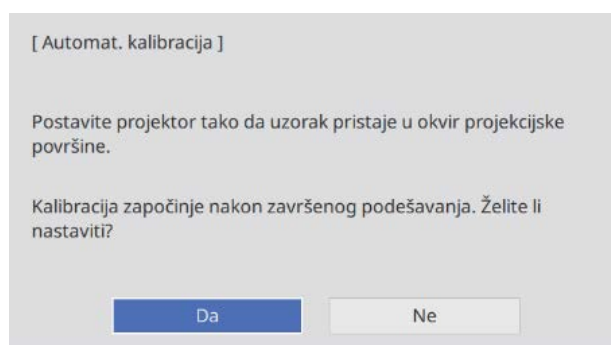 [ Automat. kalibracija ]
Postavite projektor tako da uzorak pristaje u okvir projekcijske
površine.
Kalibracija započinje nakon završenog podešavanja. Želite li
nastaviti?
Da
Ne